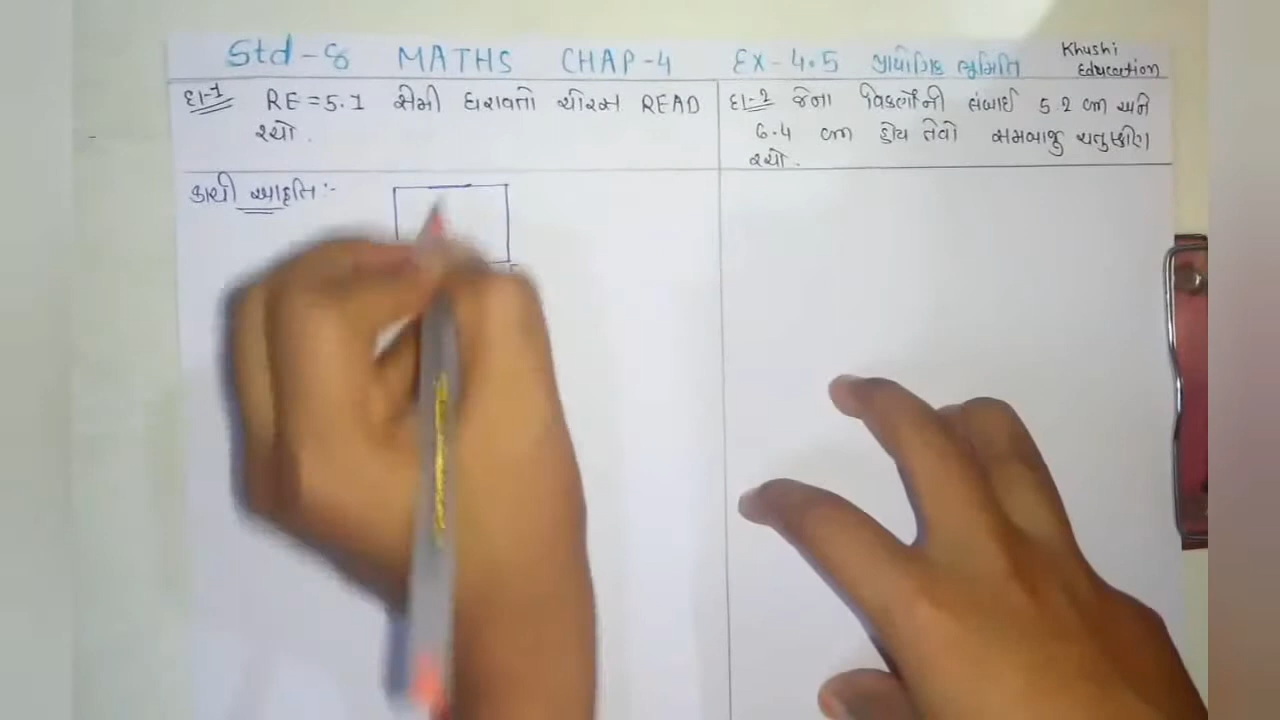 Std-8 MATHS CHAP-4 EX-4.5 પ્રાયોગિક ભૂમિતિ
Khushi
Education
દા-1 RE = 5.1 સેમી ધરાવતો ચોરસ READ
રચો.
દા-2 જેના વિકર્ણોની લંબાઈ 5.2 cm અને
6.4 cm હોય તેવો સમબાજુ ચતુષ્કોણ
રચો.
કાચી આકૃતિ :-